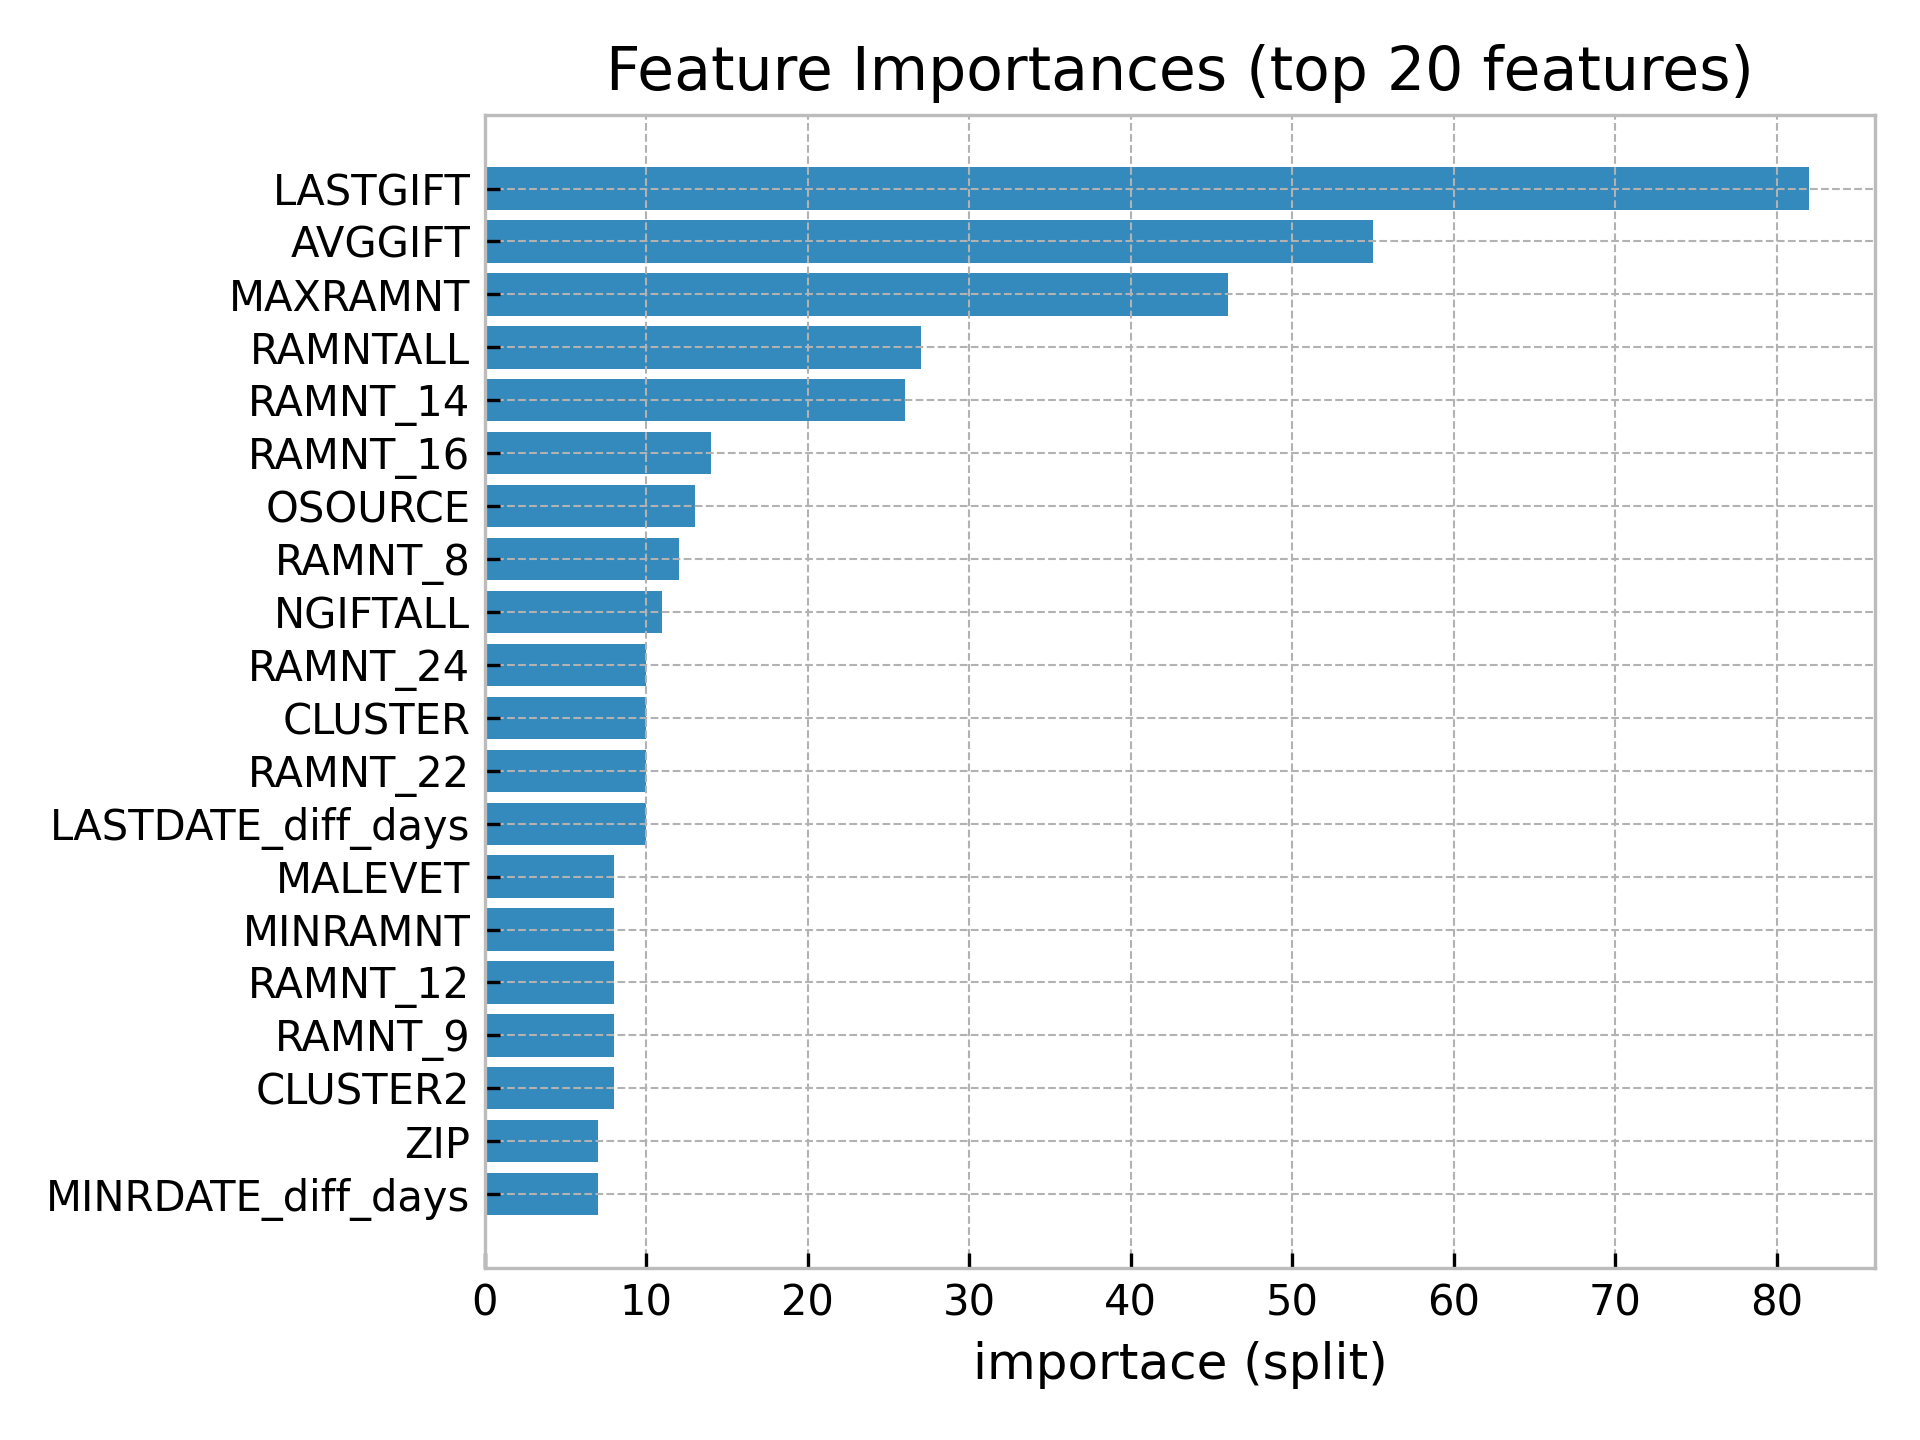 Feature Importances (top 20 features)
LASTGIFT
AVGGIFT
MAXRAMNT
RAMNTALL
RAMNT_14
RAMNT_16
OSOURCE
RAMNT_8
NGIFTALL
RAMNT_24
CLUSTER
RAMNT_22
LASTDATE_diff_days
MALEVET
MINRAMNT
RAMNT_12
RAMNT_9
CLUSTER2
ZIP
MINRDATE_diff_days
0 10 20 30 40 50 60 70 80
importace (split)